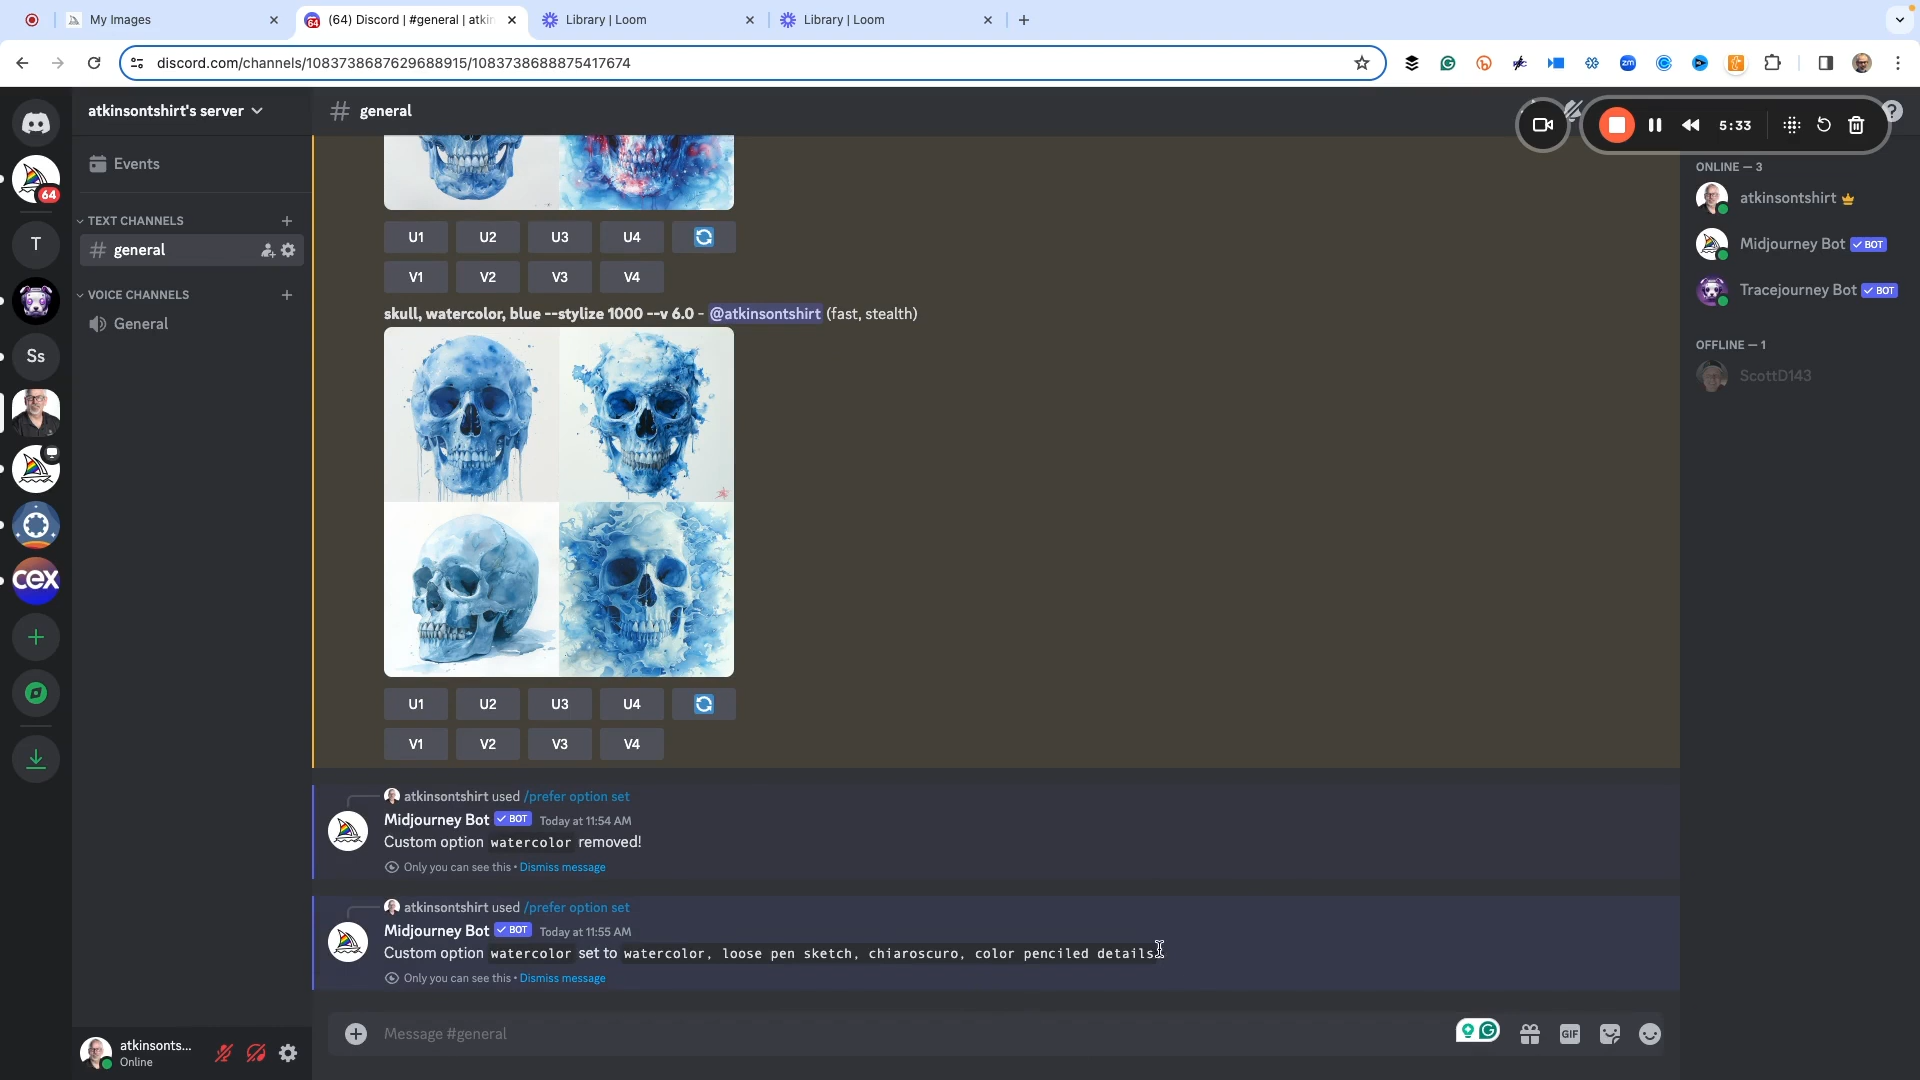 My Images
(64) Discord | #general | atkin
Library | Loom
Library | Loom
discord.com/channels/1083738687629688915/1083738688875417674
atkinsontshirt's server
# general
5:33
Events
64
TEXT CHANNELS
general
VOICE CHANNELS
General
T
Ss
cex
U1 U2 U3 U4
V1 V2 V3 V4
skull, watercolor, blue --stylize 1000 --v 6.0 - @atkinsontshirt (fast, stealth)
U1 U2 U3 U4
V1 V2 V3 V4
atkinsontshirt used /prefer option set
Midjourney Bot BOT Today at 11:54 AM
Custom option watercolor removed!
Only you can see this • Dismiss message
atkinsontshirt used /prefer option set
Midjourney Bot BOT Today at 11:55 AM
Custom option watercolor set to watercolor, loose pen sketch, chiaroscuro, color penciled details
Only you can see this • Dismiss message
Message #general
GIF
atkinsonts...
Online
ONLINE — 3
atkinsontshirt
Midjourney Bot BOT
Tracejourney Bot BOT
OFFLINE — 1
ScottD143